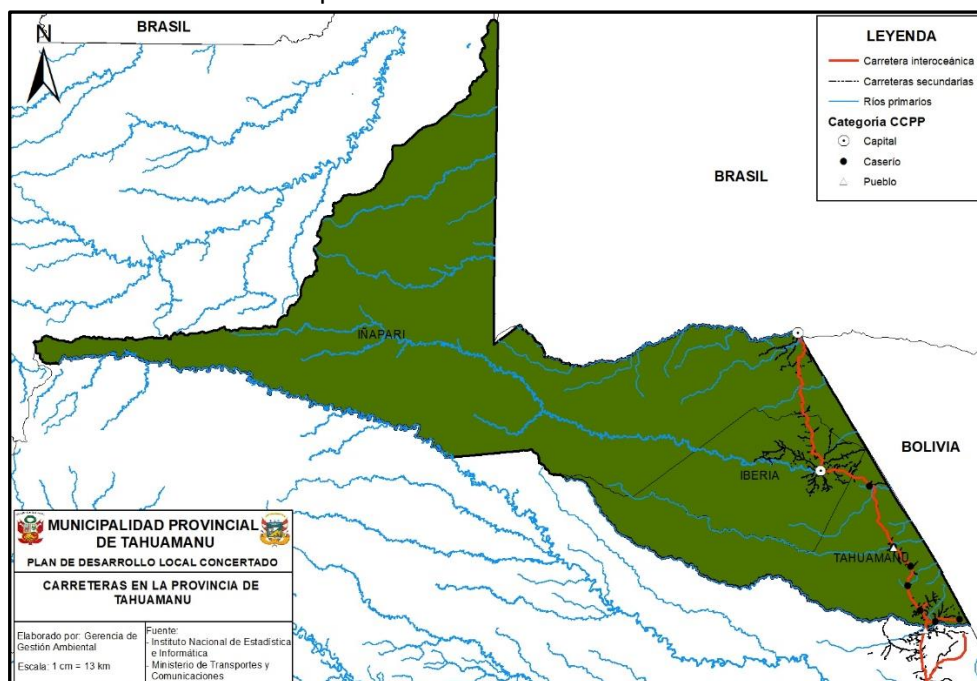 BRASIL
N
LEYENDA
Carretera interoceánica
Carreteras secundarias
Ríos primarios
Categoria CCPP
Capital
Caserio
Pueblo
BRASIL
IÑAPARI
BOLIVIA
IBERIA
TAHUAMANU
MUNICIPALIDAD PROVINCIAL
DE TAHUAMANU
PLAN DE DESARROLLO LOCAL CONCERTADO
CARRETERAS EN LA PROVINCIA DE
TAHUAMANU
Elaborado por: Gerencia de
Gestión Ambiental
Escala: 1 cm = 13 km
Fuente:
- Instituto Nacional de Estadística
e Informática
- Ministerio de Transportes y
Comunicaciones